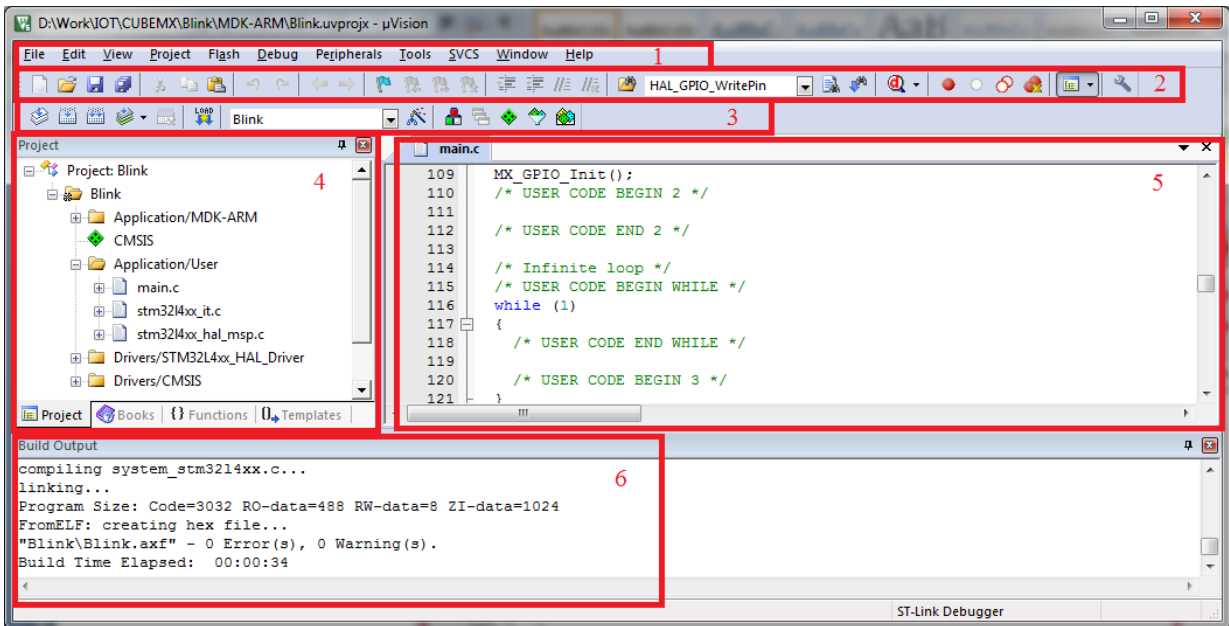 D:\Work\IOT\CUBEMX\Blink\MDK-ARM\Blink.uvprojx - µVision
File Edit View Project Flash Debug Peripherals Tools SVCS Window Help 1
HAL_GPIO_WritePin 2
LOAD Blink 3
Project
Project: Blink
Blink
Application/MDK-ARM
CMSIS
Application/User
main.c
stm32l4xx_it.c
stm32l4xx_hal_msp.c
Drivers/STM32L4xx_HAL_Driver
Drivers/CMSIS
4
Project Books {} Functions 0 Templates
main.c
5
109 MX_GPIO_Init();
110 /* USER CODE BEGIN 2 */
111
112 /* USER CODE END 2 */
113
114 /* Infinite loop */
115 /* USER CODE BEGIN WHILE */
116 while (1)
117 {
118 /* USER CODE END WHILE */
119
120 /* USER CODE BEGIN 3 */
121 }
Build Output
compiling system_stm32l4xx.c...
linking...
Program Size: Code=3032 RO-data=488 RW-data=8 ZI-data=1024
FromELF: creating hex file...
"Blink\Blink.axf" - 0 Error(s), 0 Warning(s).
Build Time Elapsed: 00:00:34
6
ST-Link Debugger